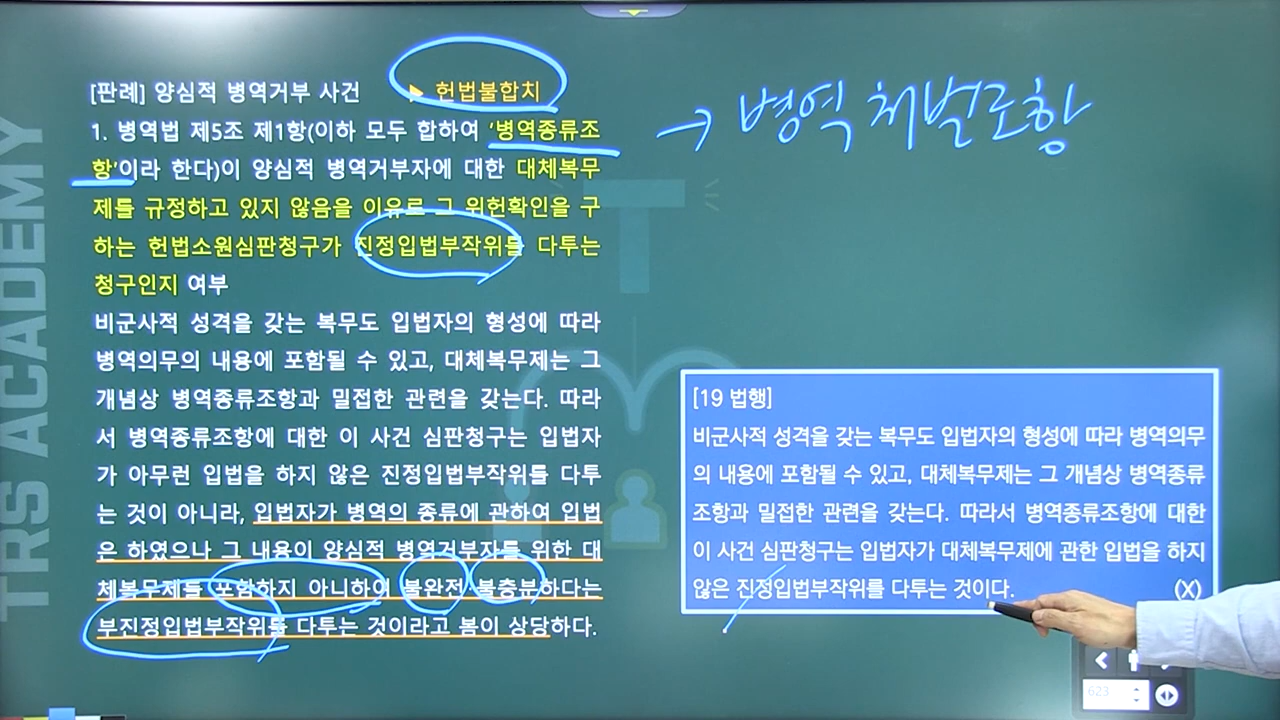 [판례] 양심적 병역거부 사건 ▶ 헌법불합치
1. 병역법 제5조 제1항(이하 모두 합하여 '병역종류조
항'이라 한다)이 양심적 병역거부자에 대한 대체복무
제를 규정하고 있지 않음을 이유로 그 위헌확인을 구
하는 헌법소원심판청구가 진정입법부작위를 다투는
청구인지 여부
비군사적 성격을 갖는 복무도 입법자의 형성에 따라
병역의무의 내용에 포함될 수 있고, 대체복무제는 그
개념상 병역종류조항과 밀접한 관련을 갖는다. 따라
서 병역종류조항에 대한 이 사건 심판청구는 입법자
가 아무런 입법을 하지 않은 진정입법부작위를 다투
는 것이 아니라, 입법자가 병역의 종류에 관하여 입법
은 하였으나 그 내용이 양심적 병역거부자를 위한 대
체복무제를 포함하지 아니하여 불완전·불충분하다는
부진정입법부작위를 다투는 것이라고 봄이 상당하다.
→ 병역 처벌조항
[19 법행]
비군사적 성격을 갖는 복무도 입법자의 형성에 따라 병역의무
의 내용에 포함될 수 있고, 대체복무제는 그 개념상 병역종류
조항과 밀접한 관련을 갖는다. 따라서 병역종류조항에 대한
이 사건 심판청구는 입법자가 대체복무제에 관한 입법을 하지
않은 진정입법부작위를 다투는 것이다. (X)
TRS ACADEMY
623